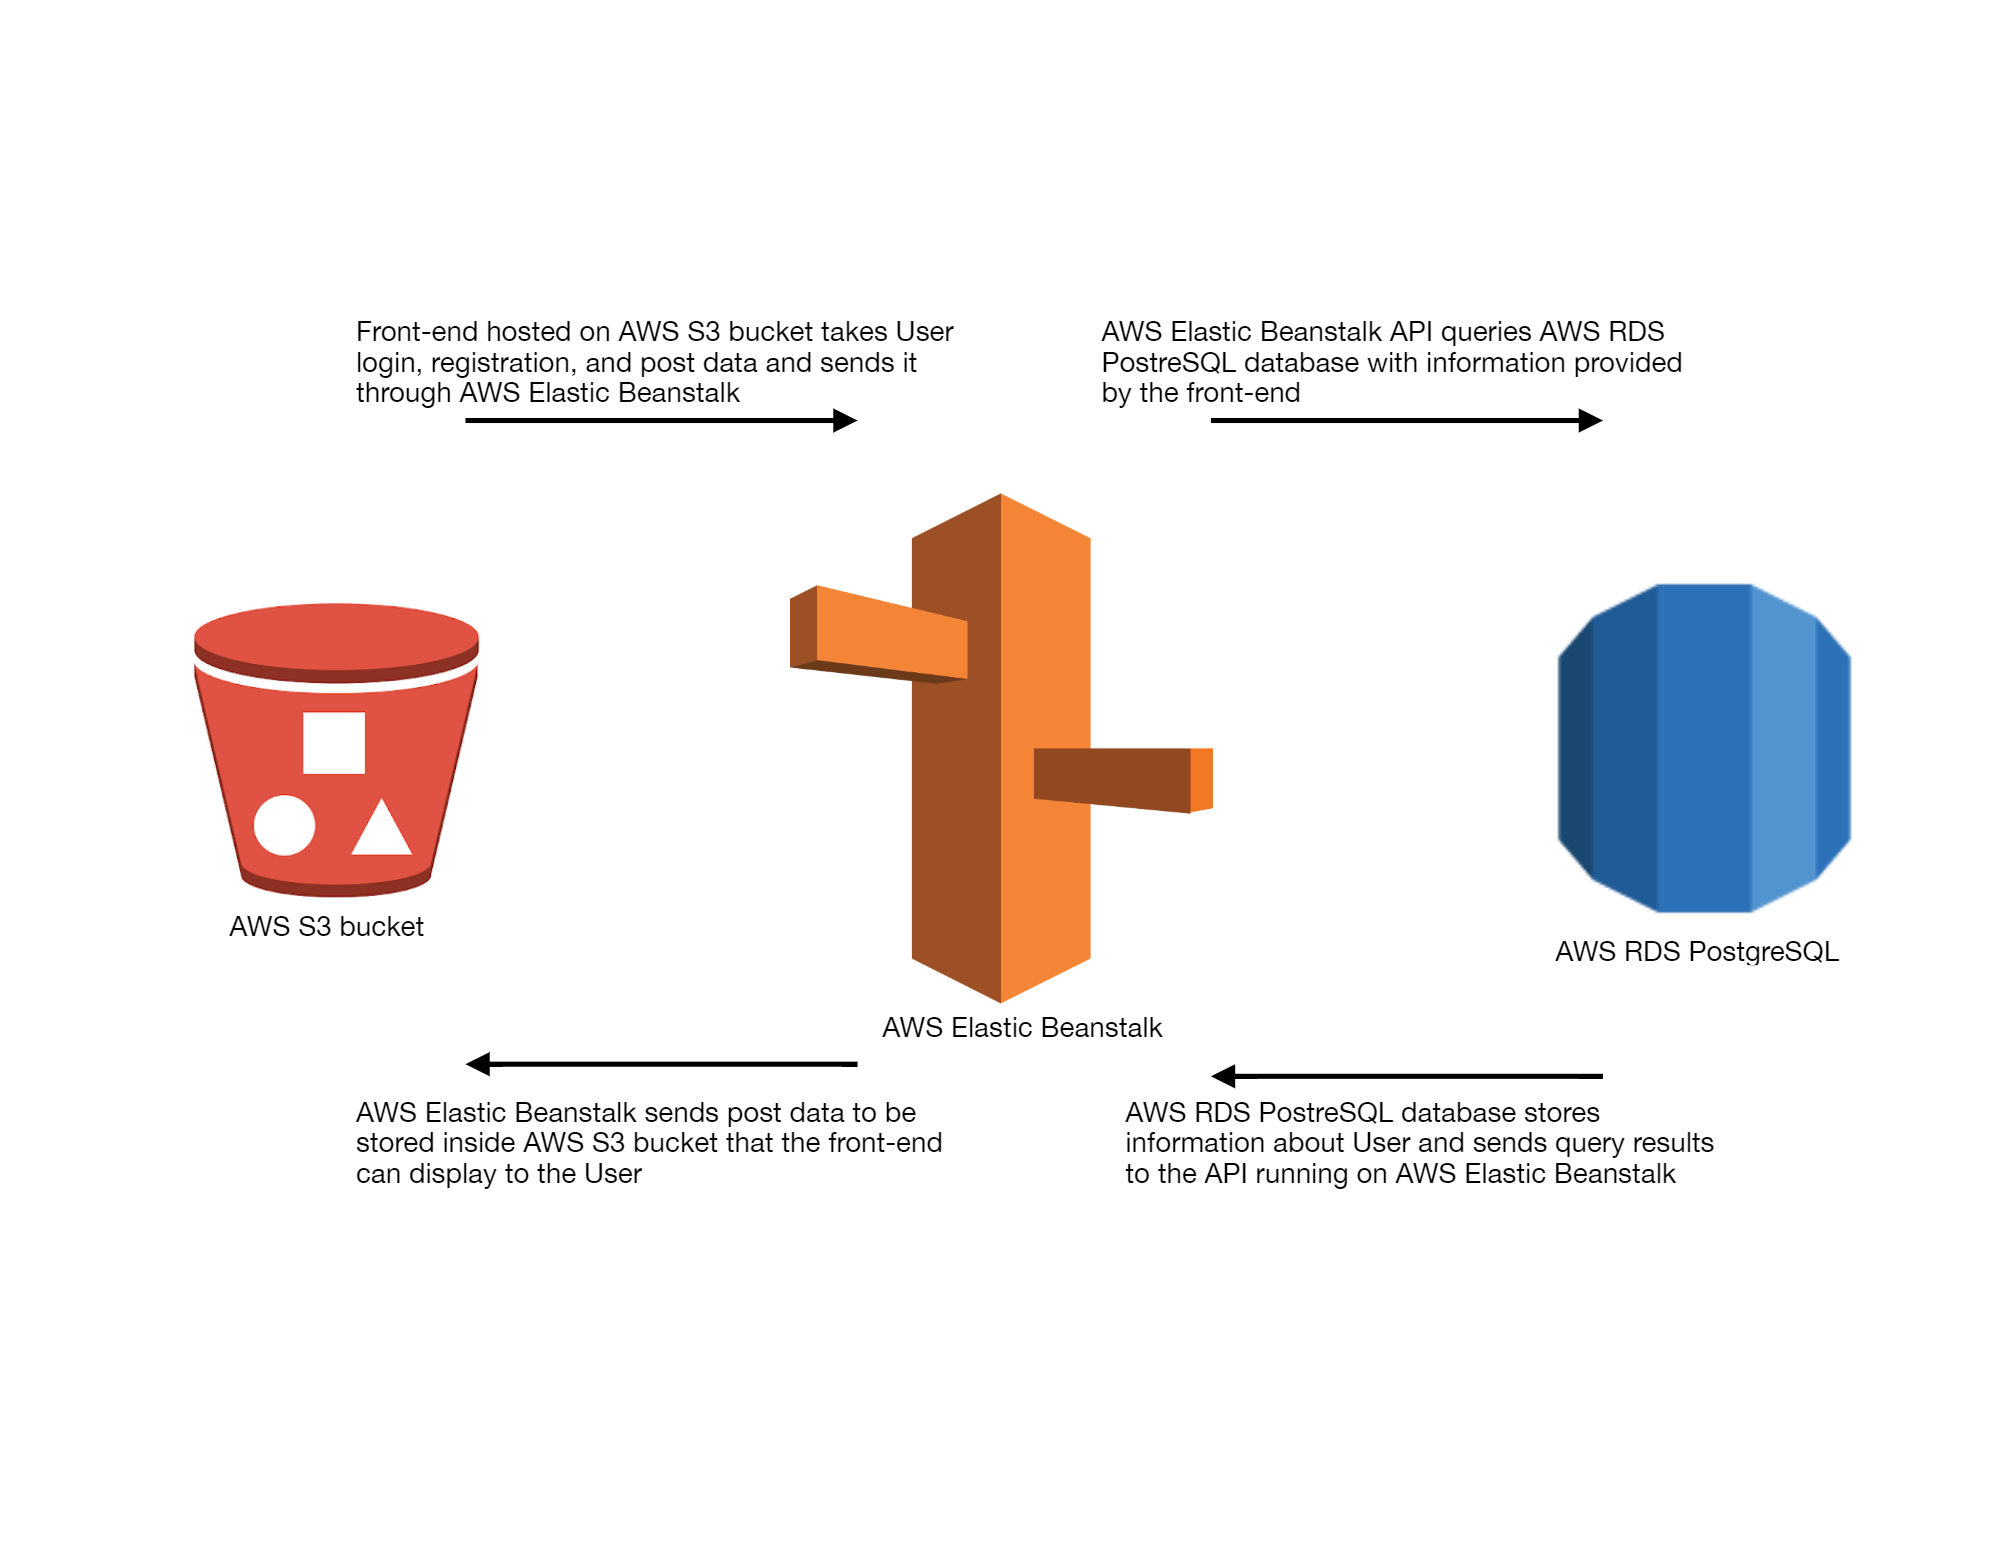 Front-end hosted on AWS S3 bucket takes User
login, registration, and post data and sends it
through AWS Elastic Beanstalk
AWS Elastic Beanstalk API queries AWS RDS
PostreSQL database with information provided
by the front-end
AWS S3 bucket
AWS RDS PostgreSQL
AWS Elastic Beanstalk
AWS Elastic Beanstalk sends post data to be
stored inside AWS S3 bucket that the front-end
can display to the User
AWS RDS PostreSQL database stores
information about User and sends query results
to the API running on AWS Elastic Beanstalk